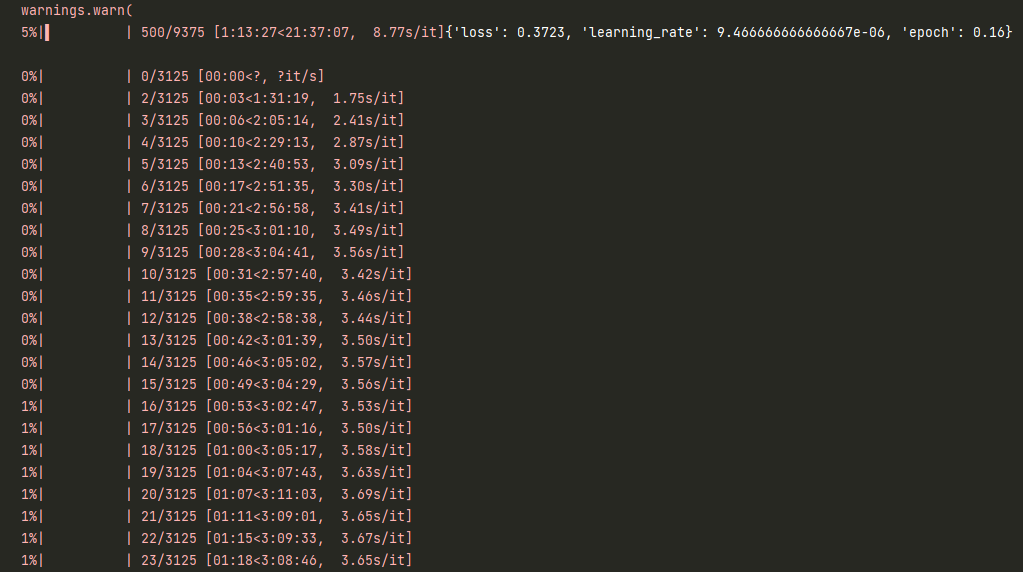 warnings.warn(
5%|▌         | 500/9375 [1:13:27<21:37:07,  8.77s/it]{'loss': 0.3723, 'learning_rate': 9.466666666666667e-06, 'epoch': 0.16}
0%|          | 0/3125 [00:00<?, ?it/s]
0%|          | 2/3125 [00:03<1:31:19,  1.75s/it]
0%|          | 3/3125 [00:06<2:05:14,  2.41s/it]
0%|          | 4/3125 [00:10<2:29:13,  2.87s/it]
0%|          | 5/3125 [00:13<2:40:53,  3.09s/it]
0%|          | 6/3125 [00:17<2:51:35,  3.30s/it]
0%|          | 7/3125 [00:21<2:56:58,  3.41s/it]
0%|          | 8/3125 [00:25<3:01:10,  3.49s/it]
0%|          | 9/3125 [00:28<3:04:41,  3.56s/it]
0%|          | 10/3125 [00:31<2:57:40,  3.42s/it]
0%|          | 11/3125 [00:35<2:59:35,  3.46s/it]
0%|          | 12/3125 [00:38<2:58:38,  3.44s/it]
0%|          | 13/3125 [00:42<3:01:39,  3.50s/it]
0%|          | 14/3125 [00:46<3:05:02,  3.57s/it]
0%|          | 15/3125 [00:49<3:04:29,  3.56s/it]
1%|          | 16/3125 [00:53<3:02:47,  3.53s/it]
1%|          | 17/3125 [00:56<3:01:16,  3.50s/it]
1%|          | 18/3125 [01:00<3:05:17,  3.58s/it]
1%|          | 19/3125 [01:04<3:07:43,  3.63s/it]
1%|          | 20/3125 [01:07<3:11:03,  3.69s/it]
1%|          | 21/3125 [01:11<3:09:01,  3.65s/it]
1%|          | 22/3125 [01:15<3:09:33,  3.67s/it]
1%|          | 23/3125 [01:18<3:08:46,  3.65s/it]